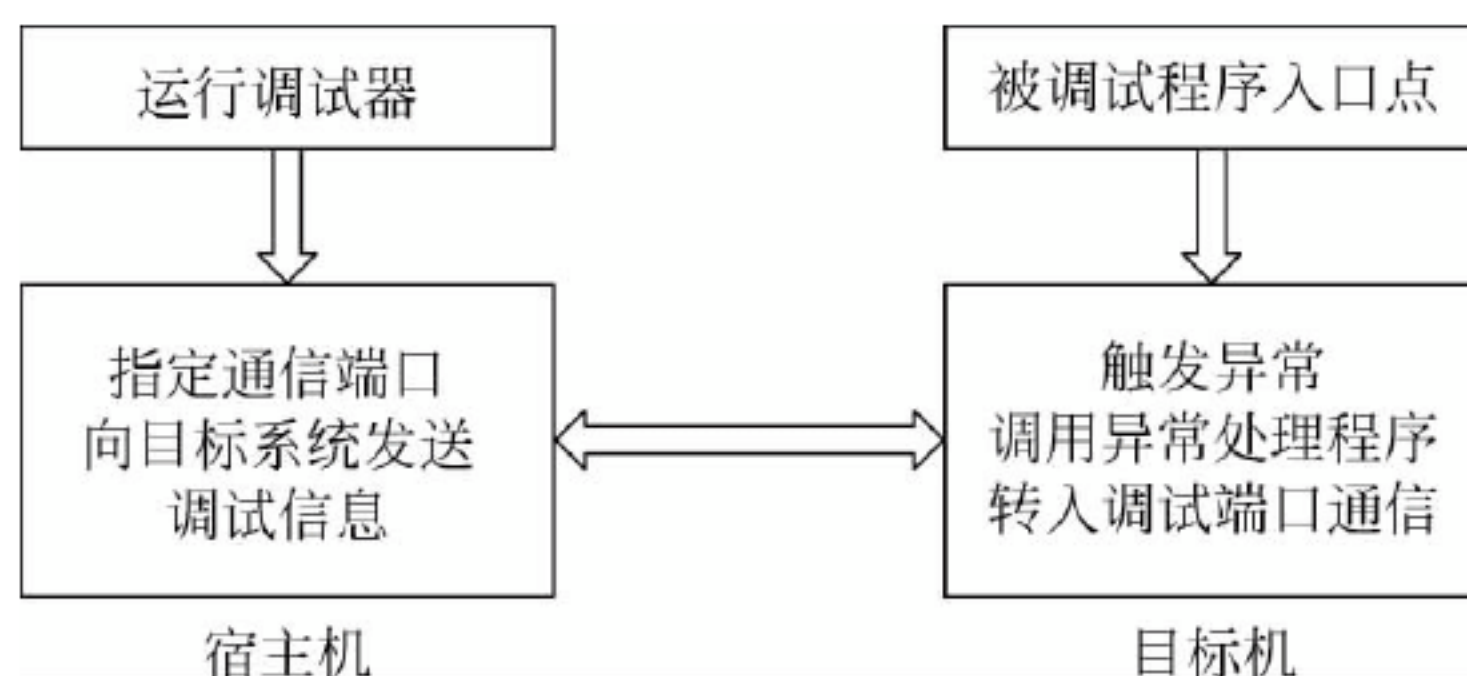 运行调试器
被调试程序入口点
指定通信端口
向目标系统发送
调试信息
触发异常
调用异常处理程序
转入调试端口通信
宿主机
目标机